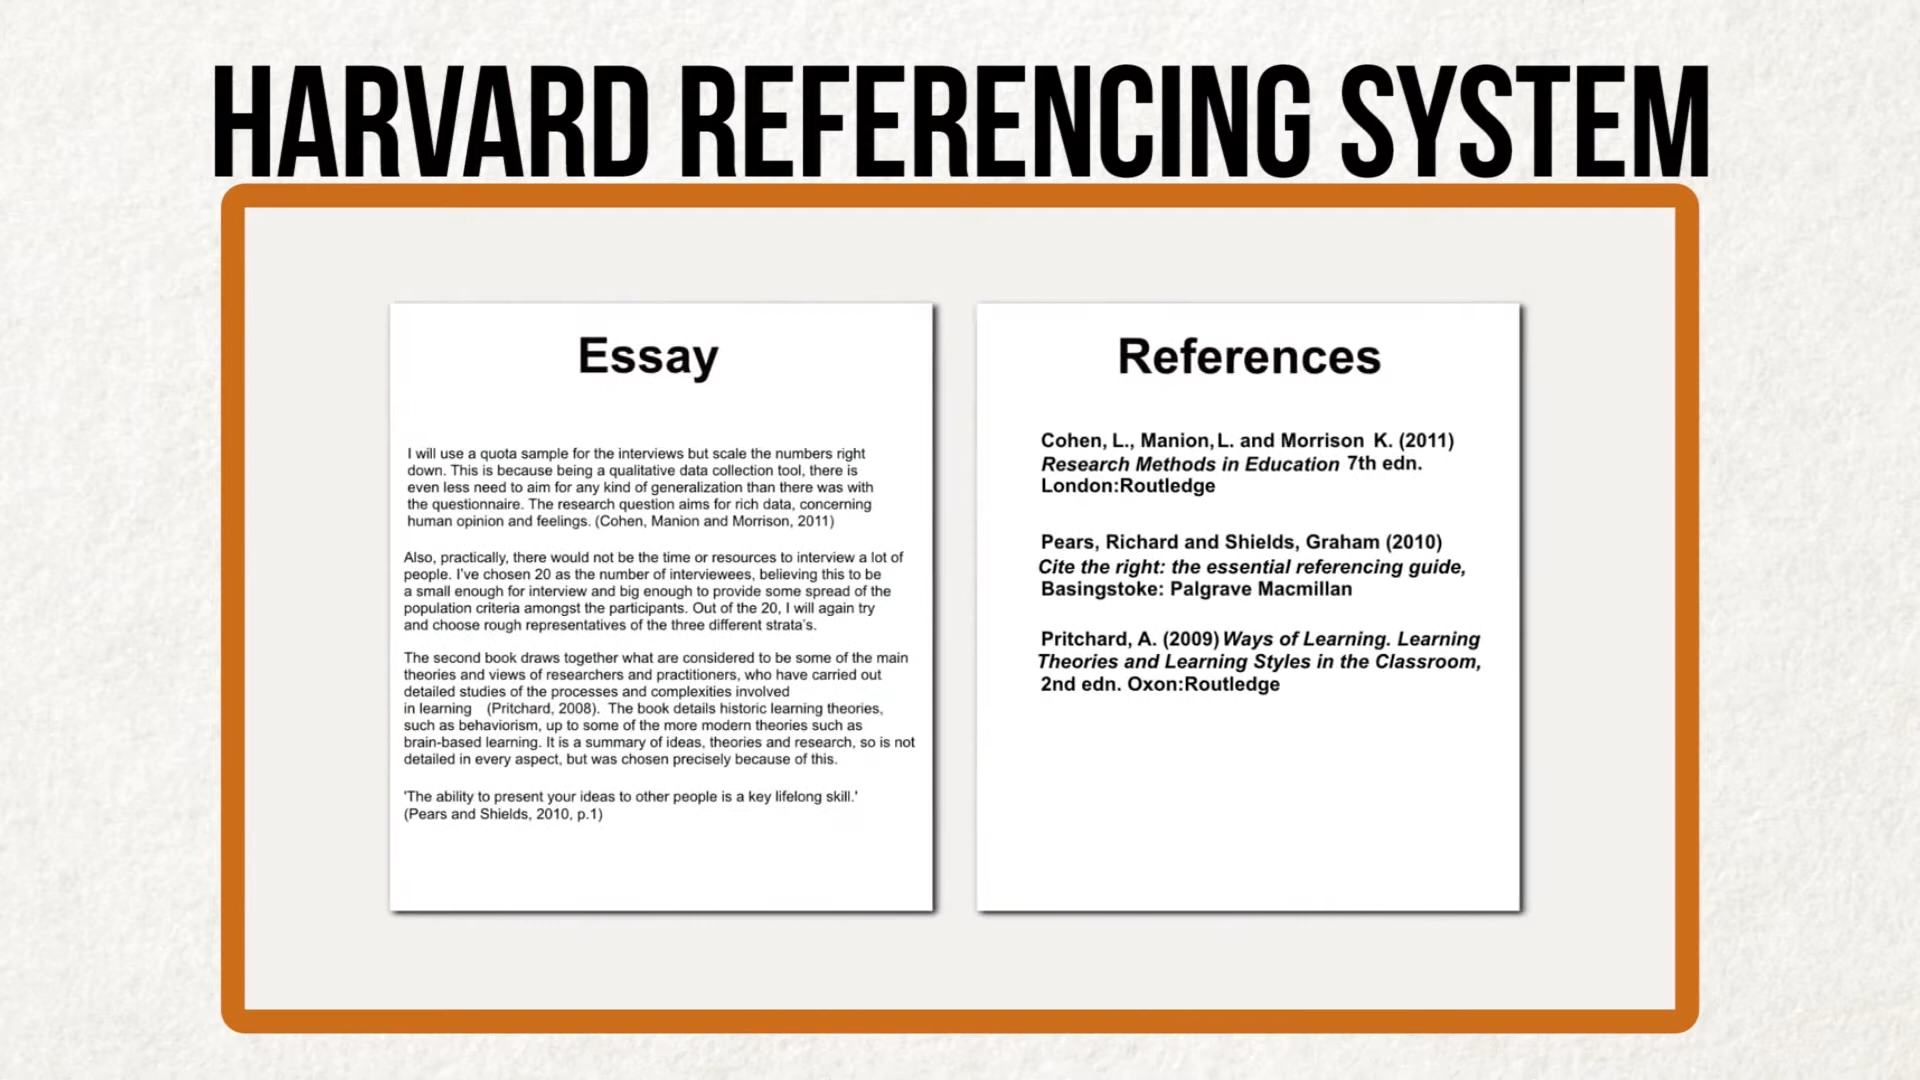 HARVARD REFERENCING SYSTEM
Essay
I will use a quota sample for the interviews but scale the numbers right
down. This is because being a qualitative data collection tool, there is
even less need to aim for any kind of generalization than there was with
the questionnaire. The research question aims for rich data, concerning
human opinion and feelings. (Cohen, Manion and Morrison, 2011)
Also, practically, there would not be the time or resources to interview a lot of
people. I've chosen 20 as the number of interviewees, believing this to be
a small enough for interview and big enough to provide some spread of the
population criteria amongst the participants. Out of the 20, I will again try
and choose rough representatives of the three different strata's.
The second book draws together what are considered to be some of the main
theories and views of researchers and practitioners, who have carried out
detailed studies of the processes and complexities involved
in learning (Pritchard, 2008). The book details historic learning theories,
such as behaviorism, up to some of the more modern theories such as
brain-based learning. It is a summary of ideas, theories and research, so is not
detailed in every aspect, but was chosen precisely because of this.
'The ability to present your ideas to other people is a key lifelong skill.'
(Pears and Shields, 2010, p.1)
References
Cohen, L., Manion, L. and Morrison K. (2011)
Research Methods in Education 7th edn.
London:Routledge
Pears, Richard and Shields, Graham (2010)
Cite the right: the essential referencing guide,
Basingstoke: Palgrave Macmillan
Pritchard, A. (2009) Ways of Learning. Learning
Theories and Learning Styles in the Classroom,
2nd edn. Oxon:Routledge